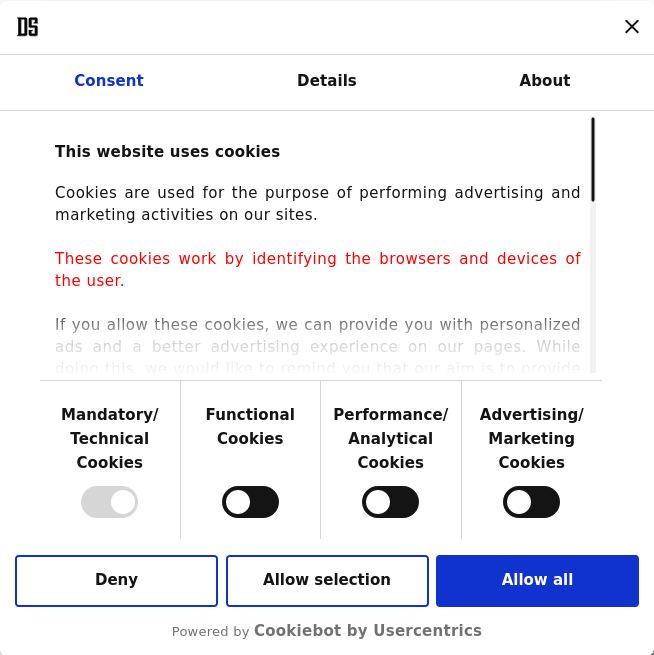 DS
Consent
Details
About
This website uses cookies
Cookies are used for the purpose of performing advertising and
marketing activities on our sites.
These cookies work by identifying the browsers and devices of
the user.
If you allow these cookies, we can provide you with personalized
ads and a better advertising experience on our pages. While
doing this, we would like to remind you that our aim is to provide
Mandatory/
Technical
Cookies
Functional
Cookies
Performance/
Analytical
Cookies
Advertising/
Marketing
Cookies
Deny
Allow selection
Allow all
Powered by Cookiebot by Usercentrics